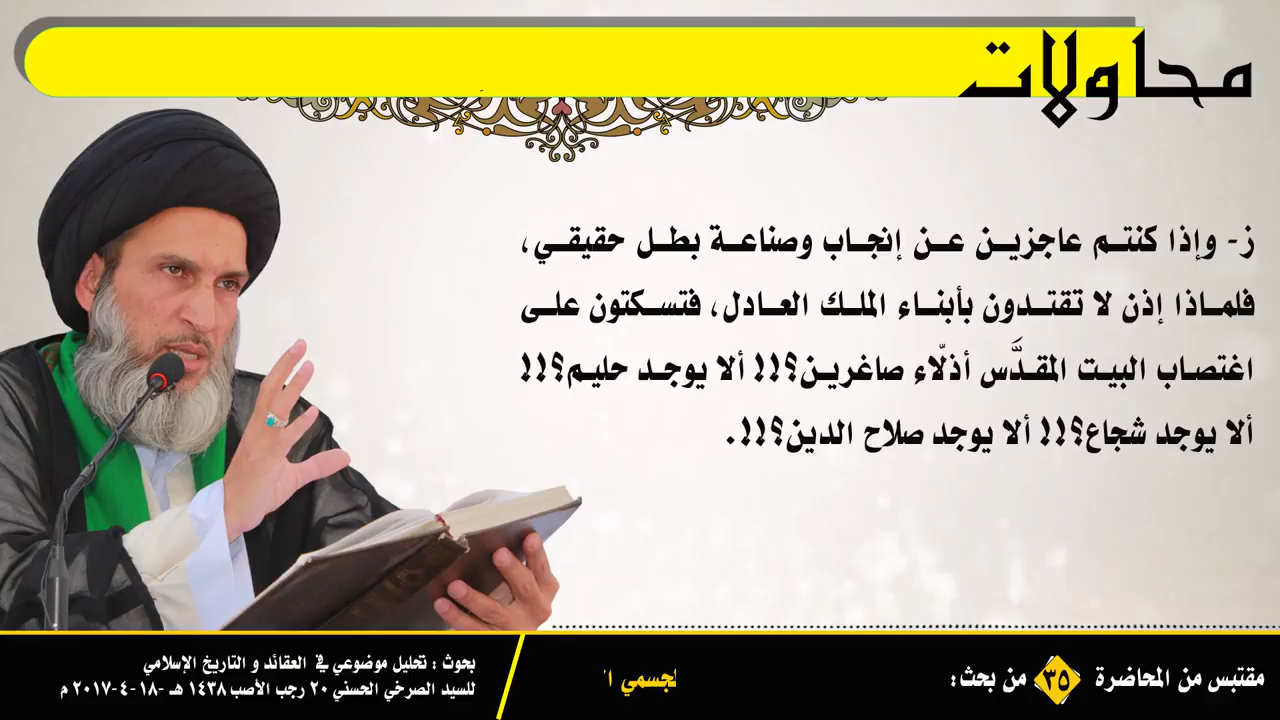 محاولات
ز- وإذا كنتم عاجزين عن إنجاب وصناعة بطل حقيقي،
فلماذا إذن لا تقتدون بأبناء الملك العادل، فتسكتون على
اغتصاب البيت المقدَّس أذلّاء صاغرين؟!! ألا يوجد حليم؟!!
ألا يوجد شجاع؟!! ألا يوجد صلاح الدين؟!!.
مقتبس من المحاضرة ٣٥ من بحث:
لجسمي ا
بحوث : تحليل موضوعي في العقائد و التاريخ الإسلامي
للسيد الصرخي الحسني ٢٠ رجب الأصب ١٤٣٨ هـ -١٨-٤-٢٠١٧ م